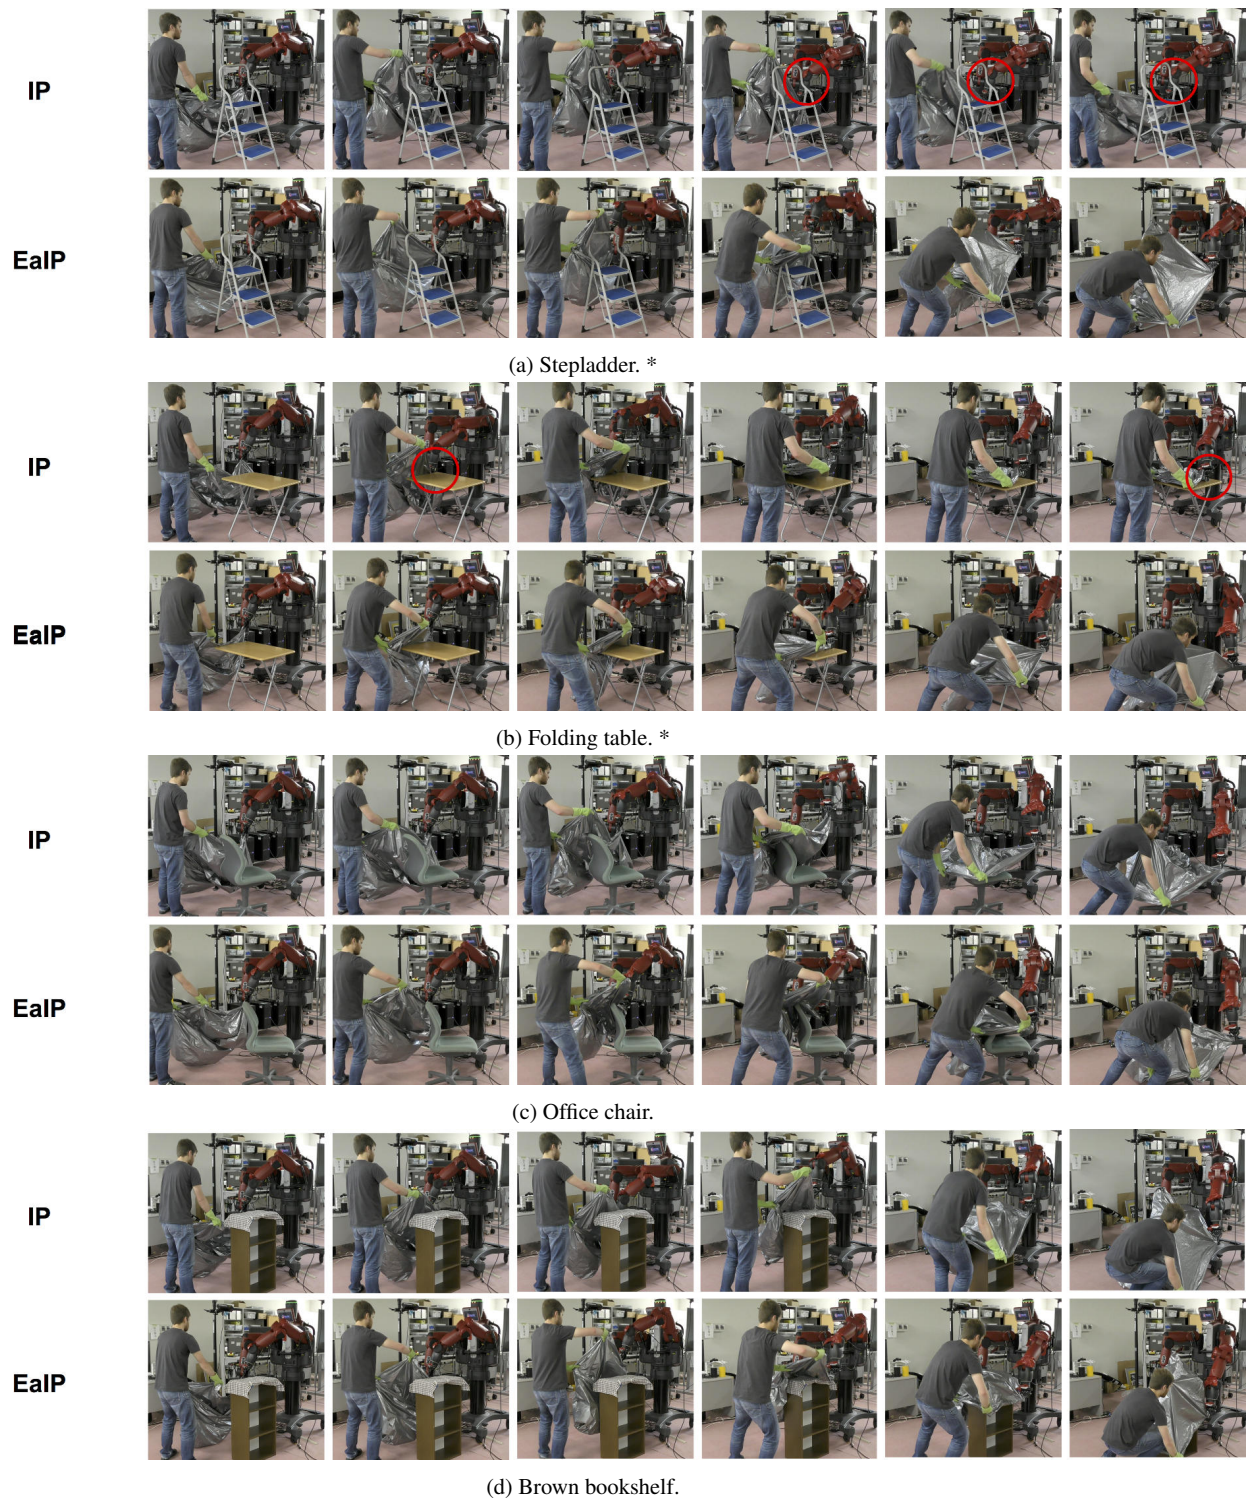 IP
EaIP
(a) Stepladder. *
IP
EaIP
(b) Folding table. *
IP
EaIP
(c) Office chair.
IP
EaIP
(d) Brown bookshelf.